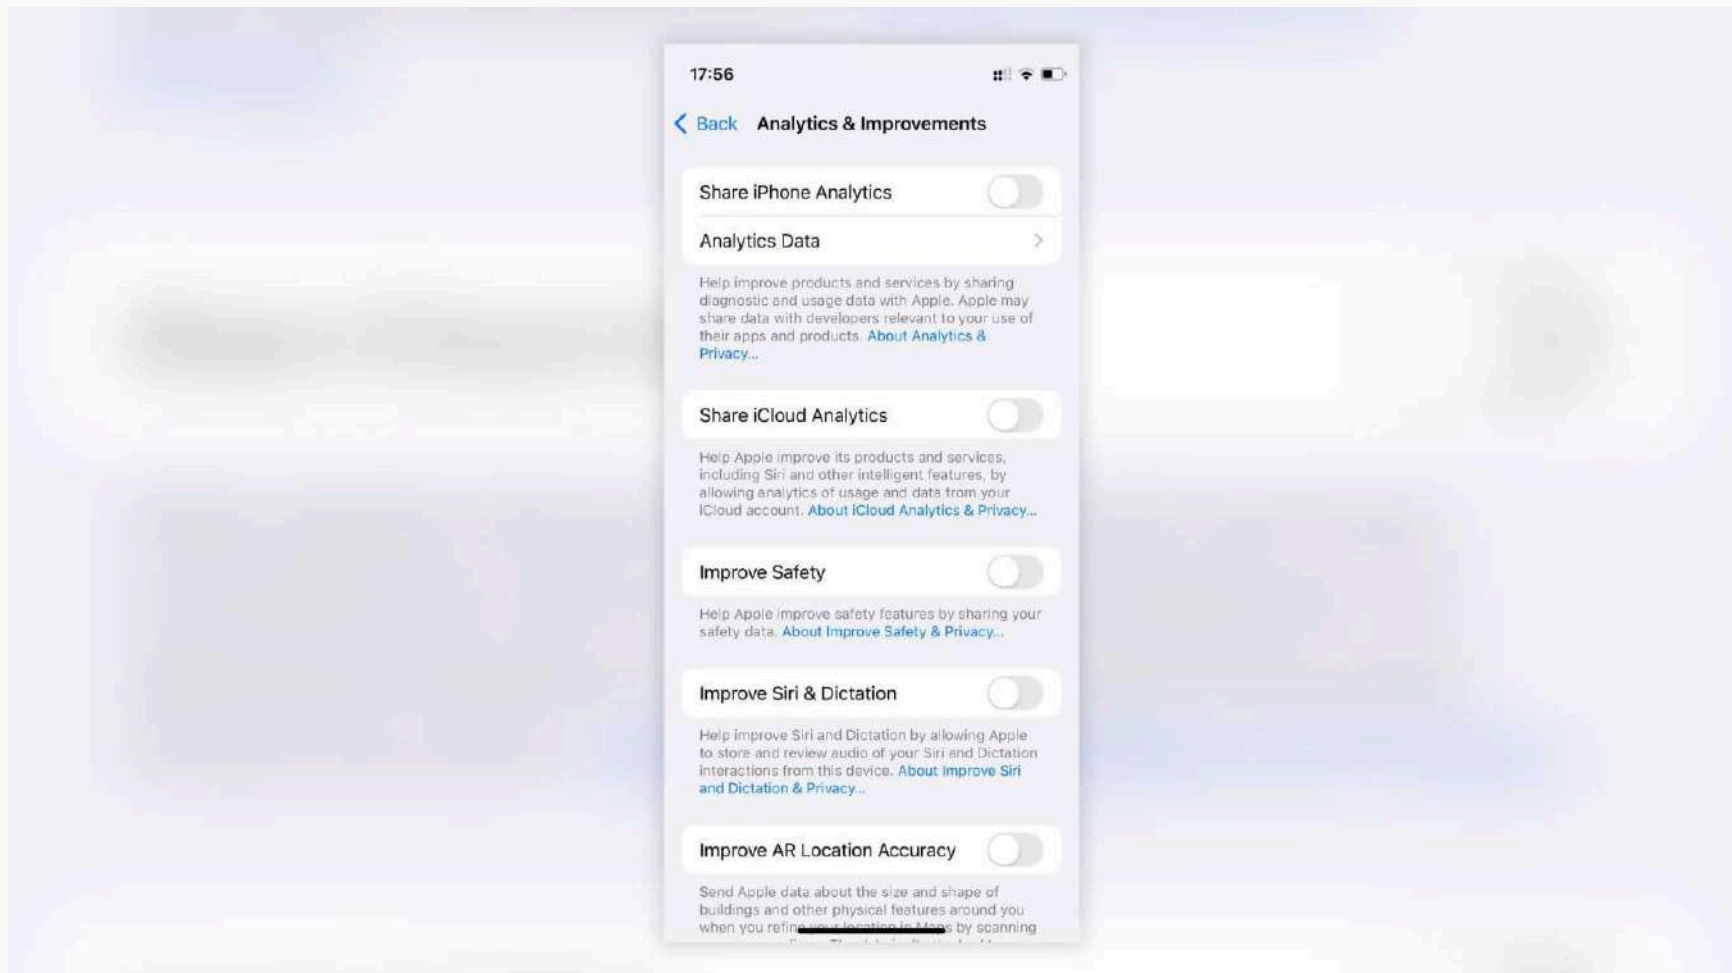 17:56
Back Analytics & Improvements
Share iPhone Analytics
Analytics Data
Help improve products and services by sharing
diagnostic and usage data with Apple. Apple may
share data with developers relevant to your use of
their apps and products. About Analytics &
Privacy...
Share iCloud Analytics
Help Apple improve its products and services,
including Siri and other intelligent features, by
allowing analytics of usage and data from your
iCloud account. About iCloud Analytics & Privacy...
Improve Safety
Help Apple improve safety features by sharing your
safety data. About Improve Safety & Privacy...
Improve Siri & Dictation
Help improve Siri and Dictation by allowing Apple
to store and review audio of your Siri and Dictation
interactions from this device. About Improve Siri
and Dictation & Privacy...
Improve AR Location Accuracy
Send Apple data about the size and shape of
buildings and other physical features around you
when you refine your location in Maps by scanning